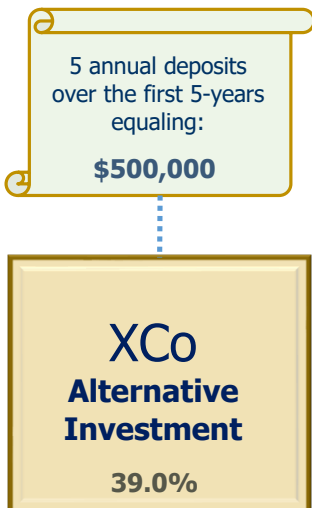 5 annual deposits
over the first 5-years
equaling:
$500,000
XCo
Alternative
Investment
39.0%